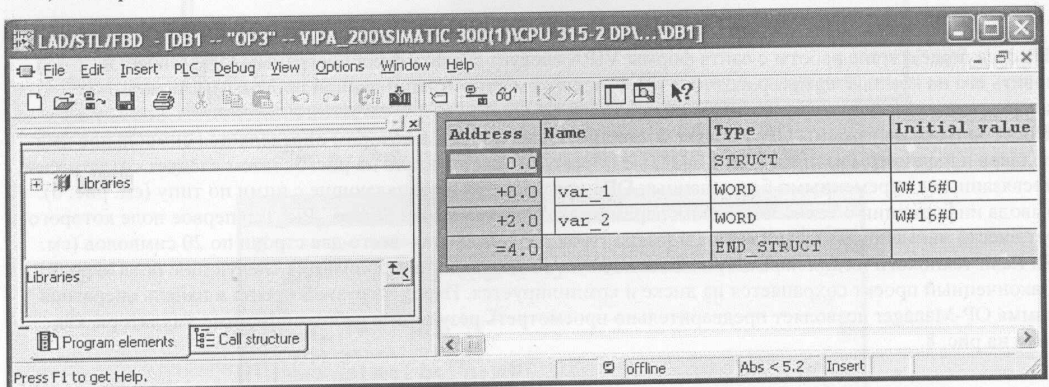 LAD/STL/FBD - [DB1 -- "OP3" -- VIPA_200\SIMATIC 300(1)\CPU 315-2 DP\...\DB1]
File Edit Insert PLC Debug View Options Window Help
Libraries
Libraries
Program elements Call structure
Address Name Type Initial value
0.0 STRUCT
+0.0 var_1 WORD W#16#0
+2.0 var_2 WORD W#16#0
=4.0 END_STRUCT
Press F1 to get Help. offline Abs < 5.2 Insert